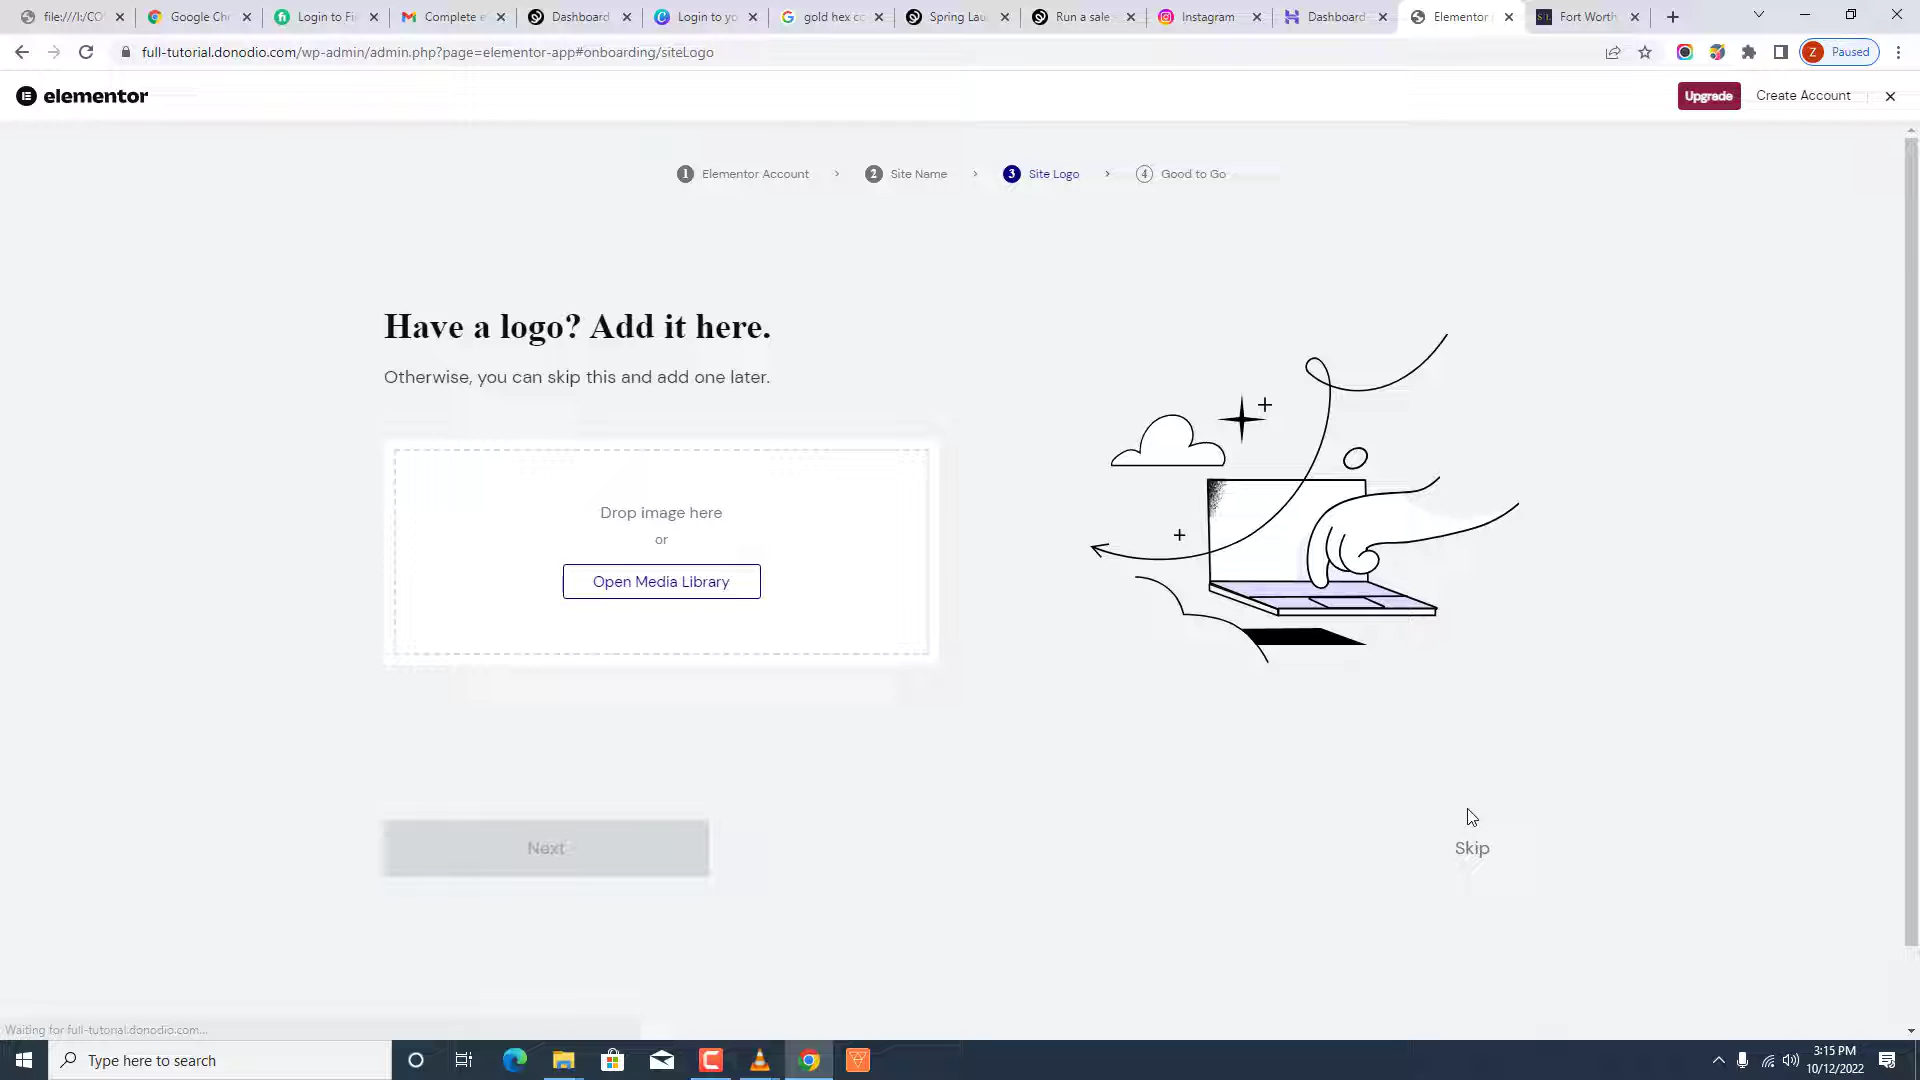 file:///I:/CO
Google Che
Login to Fi
Complete e
Dashboard
Login to yo
gold hex co
Spring Lau
Run a sale
Instagram
Dashboard
Elementor
SL
Fort Worth
full-tutorial.donodio.com/wp-admin/admin.php?page=elementor-app#onboarding/siteLogo
Z Paused
elementor
Upgrade
Create Account
1 Elementor Account
2 Site Name
3 Site Logo
4 Good to Go
Have a logo? Add it here.
Otherwise, you can skip this and add one later.
Drop image here
or
Open Media Library
Next
Skip
Waiting for full-tutorial.donodio.com...
Type here to search
3:15 PM
10/12/2022